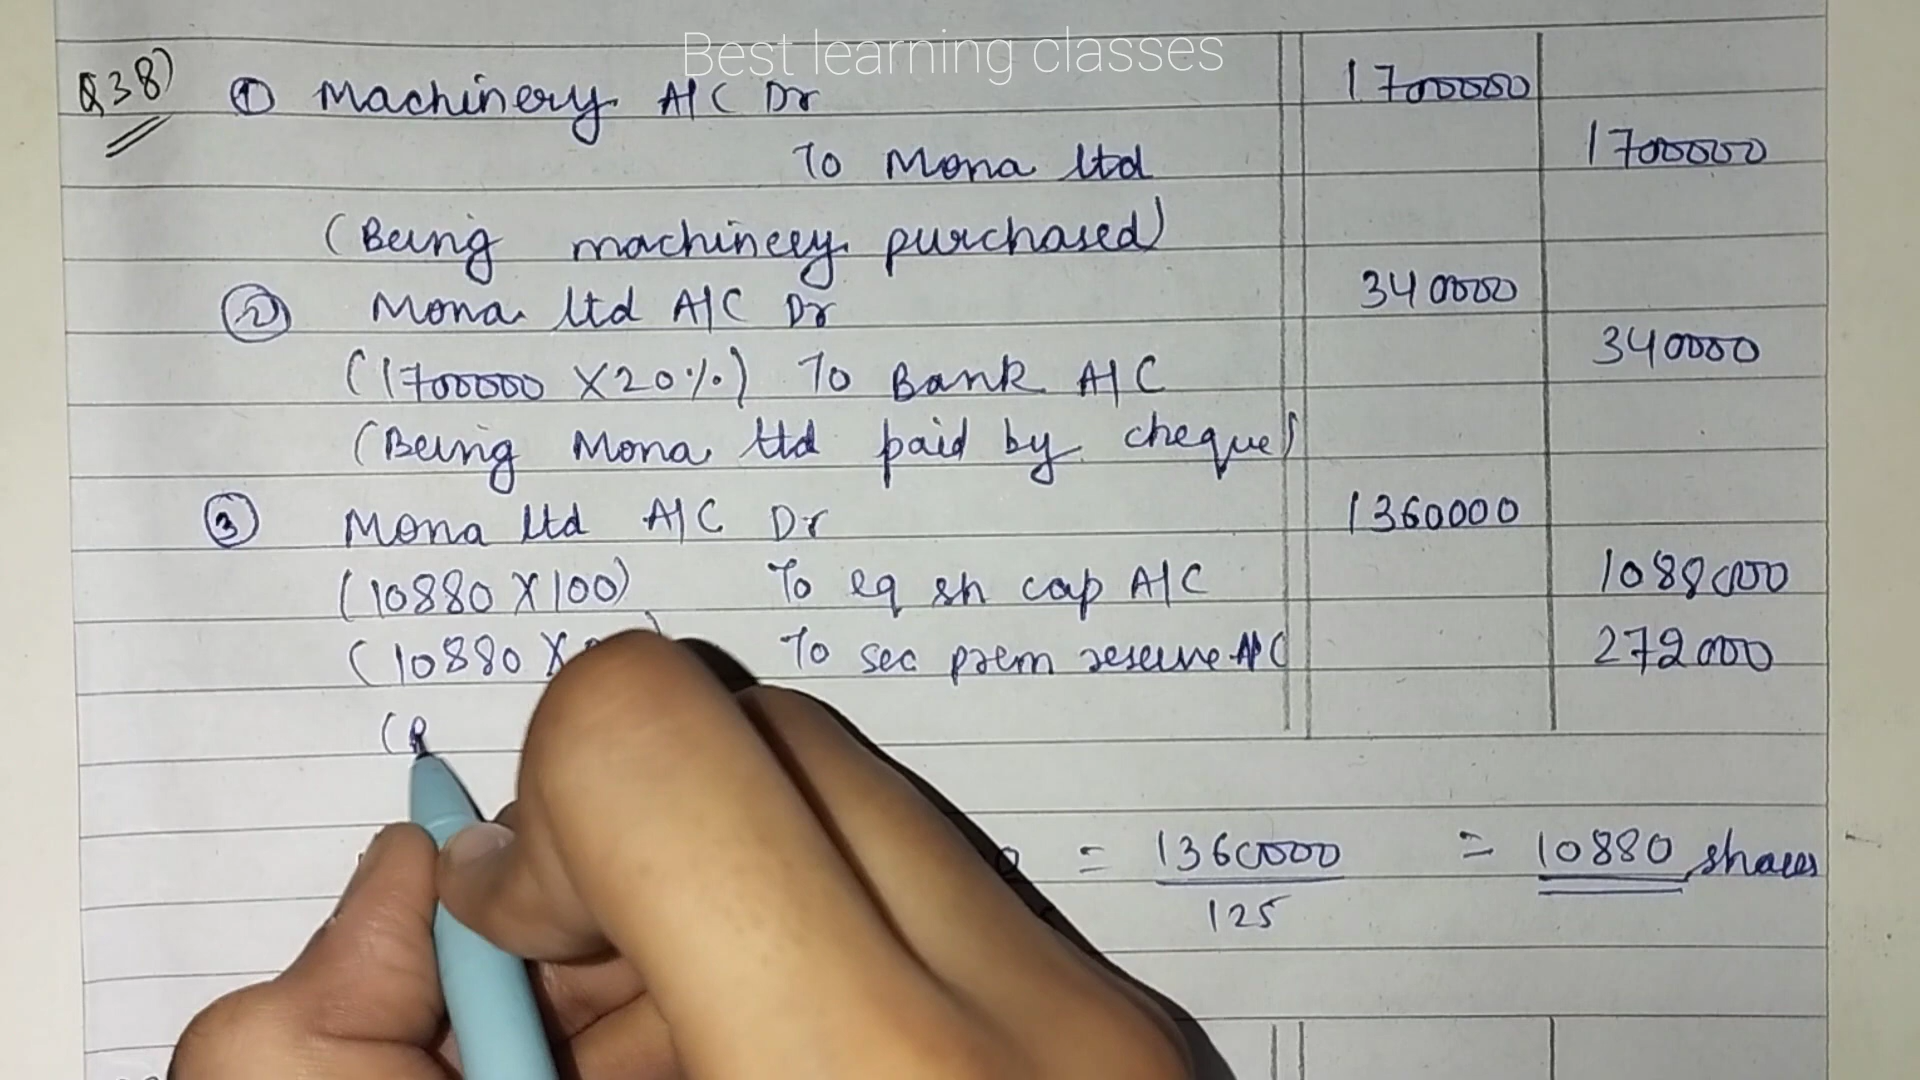 Best learning classes
Q38) ① Machinery A/C Dr 1700000
To Mona ltd 1700000
(Being machinery purchased)
② Mona ltd A/C Dr 340000
(1700000 X 20%) To Bank A/C 340000
(Being Mona ltd paid by cheque)
③ Mona ltd A/C Dr 1360000
(10880 X 100) To eq sh cap A/C 1088000
(10880 X To sec prem reserve A/C 272000
= 1360000 = 10880 shares
125